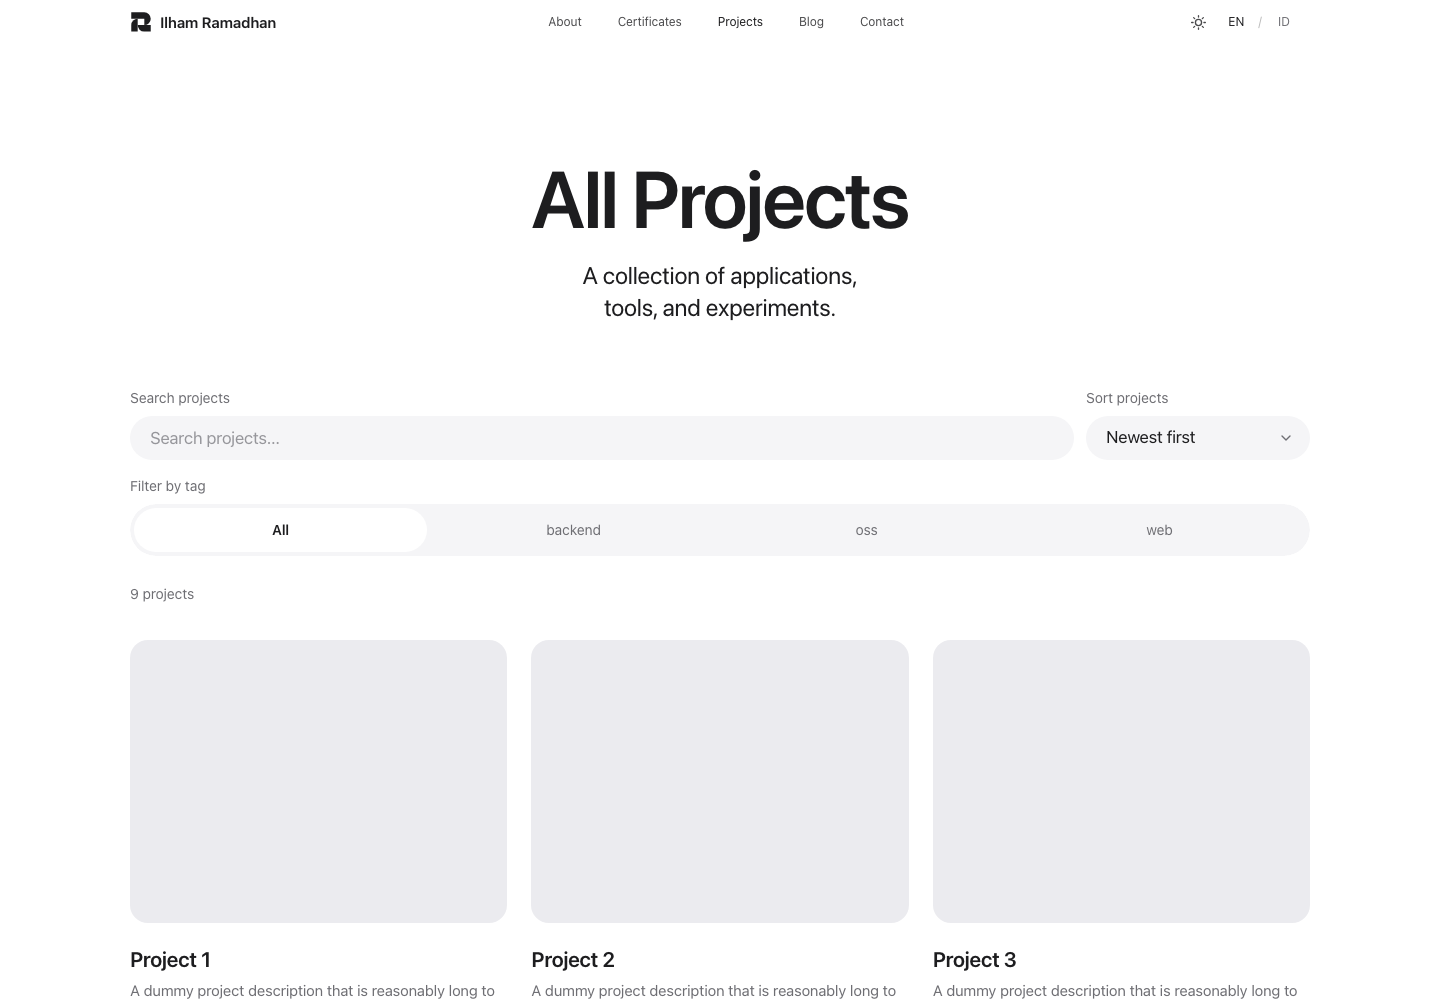 Ilham Ramadhan
About
Certificates
Projects
Blog
Contact
EN / ID
All Projects
A collection of applications,
tools, and experiments.
Search projects
Sort projects
Search projects...
Newest first
Filter by tag
All
backend
oss
web
9 projects
Project 1
A dummy project description that is reasonably long to
Project 2
A dummy project description that is reasonably long to
Project 3
A dummy project description that is reasonably long to